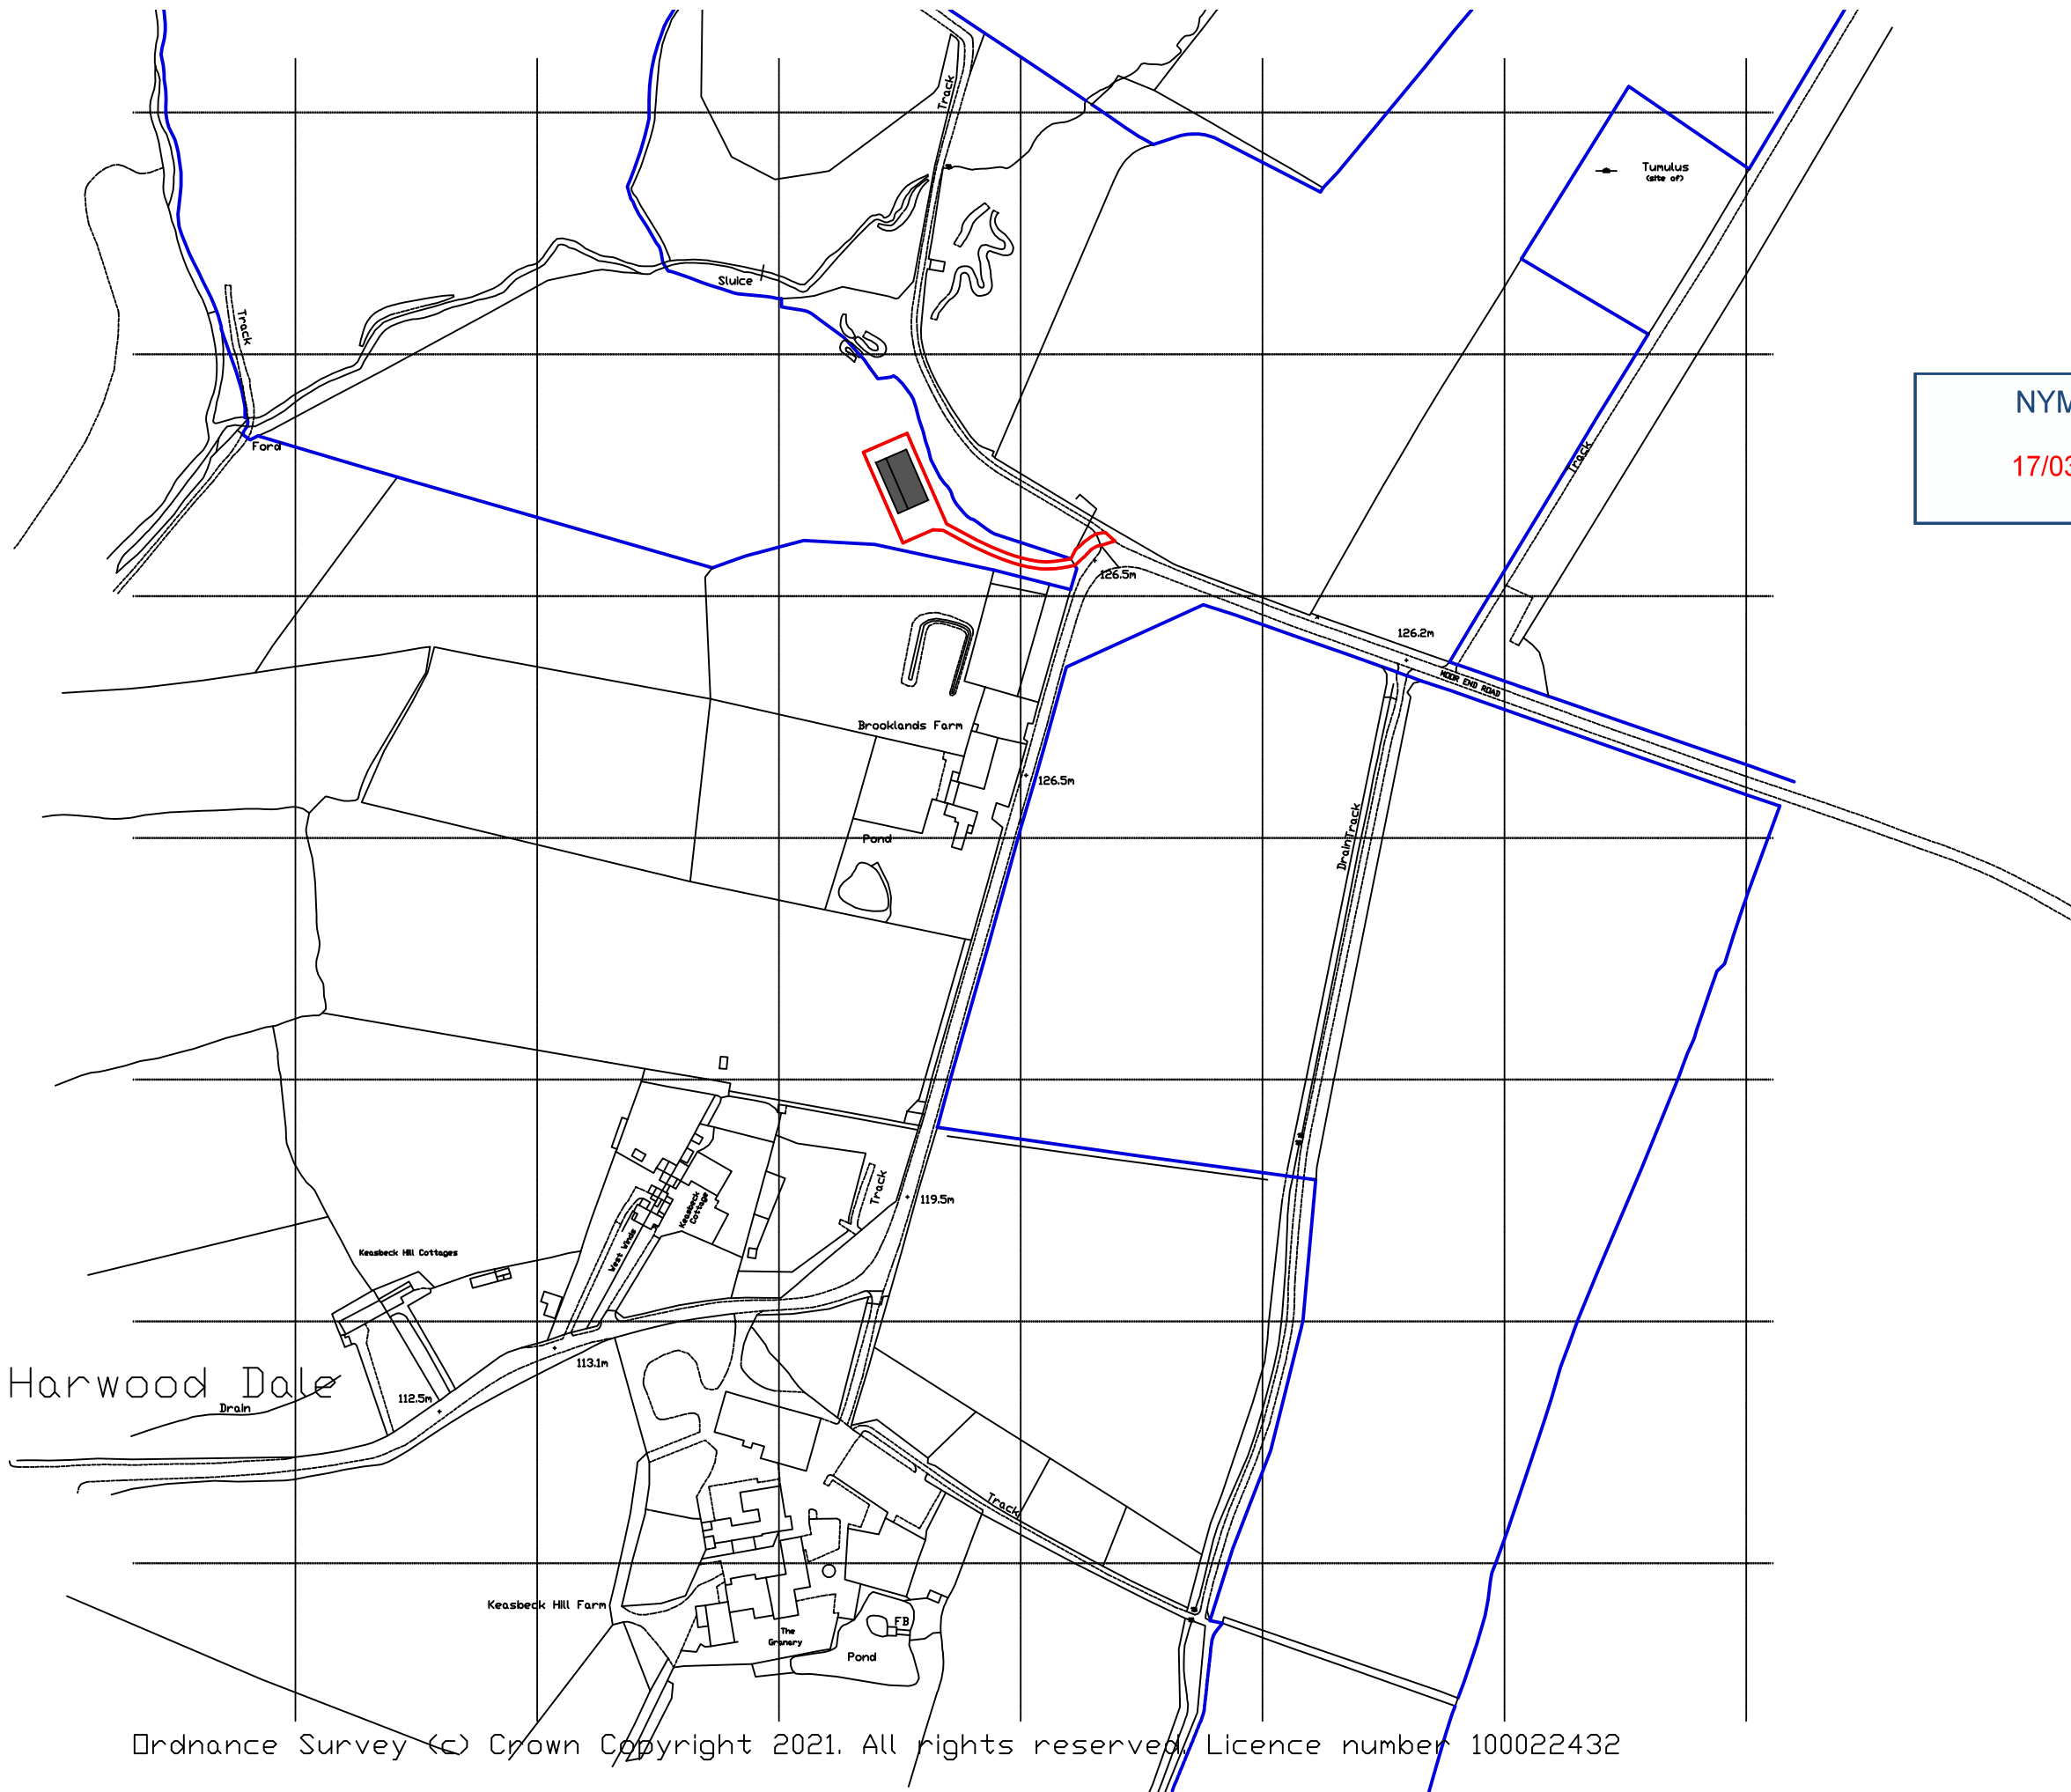 Track
Tumulus
(site of)
Sluice
Track
NYM
Ford
Track
17/03
126.5m
126.2m
MOOR END ROAD
Brooklands Farm
126.5m
Drain
Track
Pond
Track
119.5m
Keasbeck
Cottage
West Winds
Keasbeck Hill Cottages
113.1m
Harwood Dale
112.5m
Drain
Track
Keasbeck Hill Farm
FB
The
Granary
Pond
Ordnance Survey (c) Crown Copyright 2021. All rights reserved. Licence number 100022432